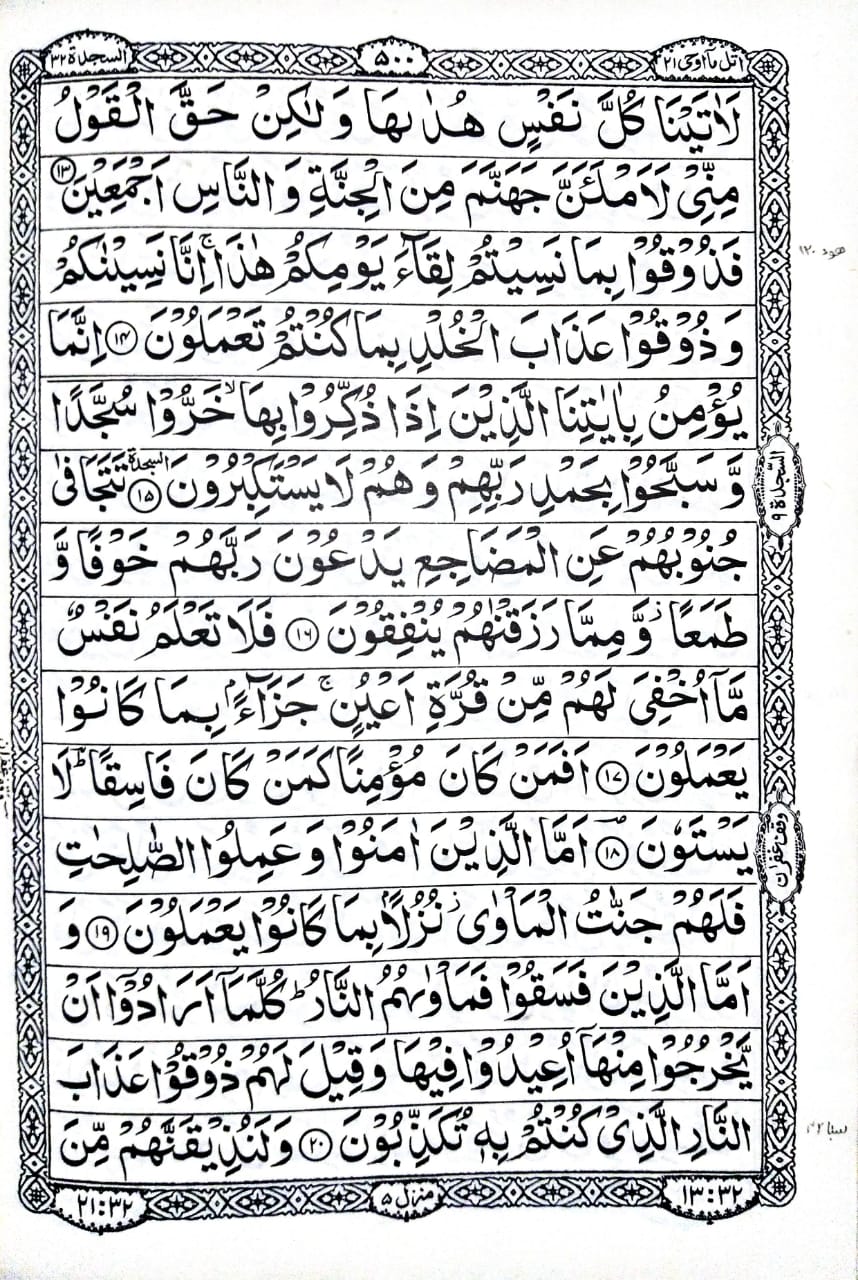 السجدة ٣٢
٥٠٠
اتل مآ اوحی ٢١
لَاٰتَيْنَا كُلَّ نَفْسٍ هُدٰىهَا وَ لٰكِنْ حَقَّ الْقَوْلُ
مِنِّيْ لَاَمْلَـَٔنَّ جَهَنَّمَ مِنَ الْجِنَّةِ وَ النَّاسِ اَجْمَعِيْنَ ۝١٣
فَذُوْقُوْا بِمَا نَسِيْتُمْ لِقَآءَ يَوْمِكُمْ هٰذَا ۚ اِنَّا نَسِيْنٰكُمْ
هود ١٢٠
وَ ذُوْقُوْا عَذَابَ الْخُلْدِ بِمَا كُنْتُمْ تَعْمَلُوْنَ ۝١٤ اِنَّمَا
يُؤْمِنُ بِاٰيٰتِنَا الَّذِيْنَ اِذَا ذُكِّرُوْا بِهَا ۙ خَرُّوْا سُجَّدًا
وَّ سَبَّحُوْا بِحَمْدِ رَبِّهِمْ وَ هُمْ لَا يَسْتَكْبِرُوْنَ السجدة ۝١٥ تَتَجَافٰى
السّجدة ٩
جُنُوْبُهُمْ عَنِ الْمَضَاجِعِ يَدْعُوْنَ رَبَّهُمْ خَوْفًا وَّ
طَمَعًا ۫ وَّ مِمَّا رَزَقْنٰهُمْ يُنْفِقُوْنَ ۝١٦ فَلَا تَعْلَمُ نَفْسٌ
مَّآ اُخْفِيَ لَهُمْ مِّنْ قُرَّةِ اَعْيُنٍ ۚ جَزَآءًۢ بِمَا كَانُوْا
يَعْمَلُوْنَ ۝١٧ اَفَمَنْ كَانَ مُؤْمِنًا كَمَنْ كَانَ فَاسِقًا ؕ لَا
يَسْتَوٗنَ ۝١٨ اَمَّا الَّذِيْنَ اٰمَنُوْا وَ عَمِلُوا الصّٰلِحٰتِ
وقف غفران
فَلَهُمْ جَنّٰتُ الْمَاْوٰى ۫ نُزُلًۢا بِمَا كَانُوْا يَعْمَلُوْنَ ۝١٩ وَ
اَمَّا الَّذِيْنَ فَسَقُوْا فَمَاْوٰىهُمُ النَّارُ ؕ كُلَّمَآ اَرَادُوْٓا اَنْ
يَّخْرُجُوْا مِنْهَآ اُعِيْدُوْا فِيْهَا وَ قِيْلَ لَهُمْ ذُوْقُوْا عَذَابَ
النَّارِ الَّذِيْ كُنْتُمْ بِهٖ تُكَذِّبُوْنَ ۝٢٠ وَ لَنُذِيْقَنَّهُمْ مِّنَ
سبا ٤٢
١٣:٣٢
منزل ٥
٢١:٣٢